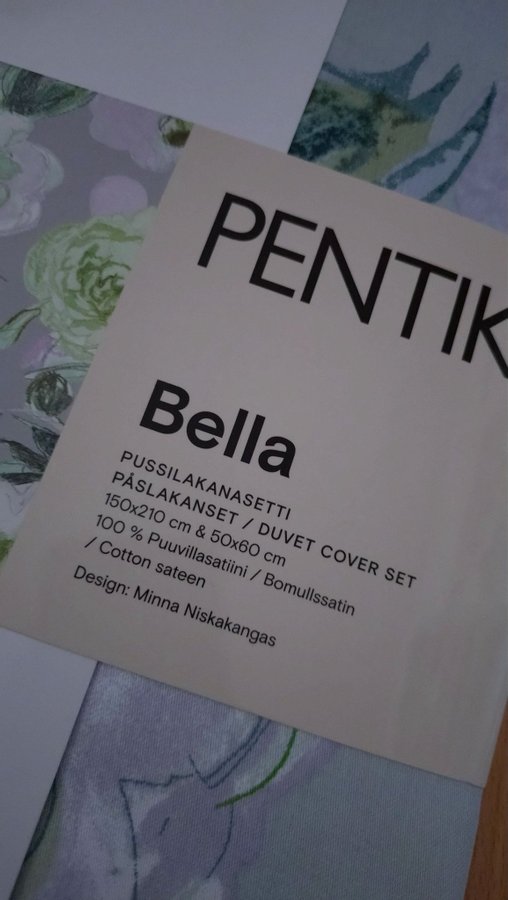 PENTIK
Bella
PUSSILAKANASETTI
PÅSLAKANSET / DUVET COVER SET
150x210 cm & 50x60 cm
100 % Puuvillasatiini / Bomullssatin
/ Cotton sateen
Design: Minna Niskakangas